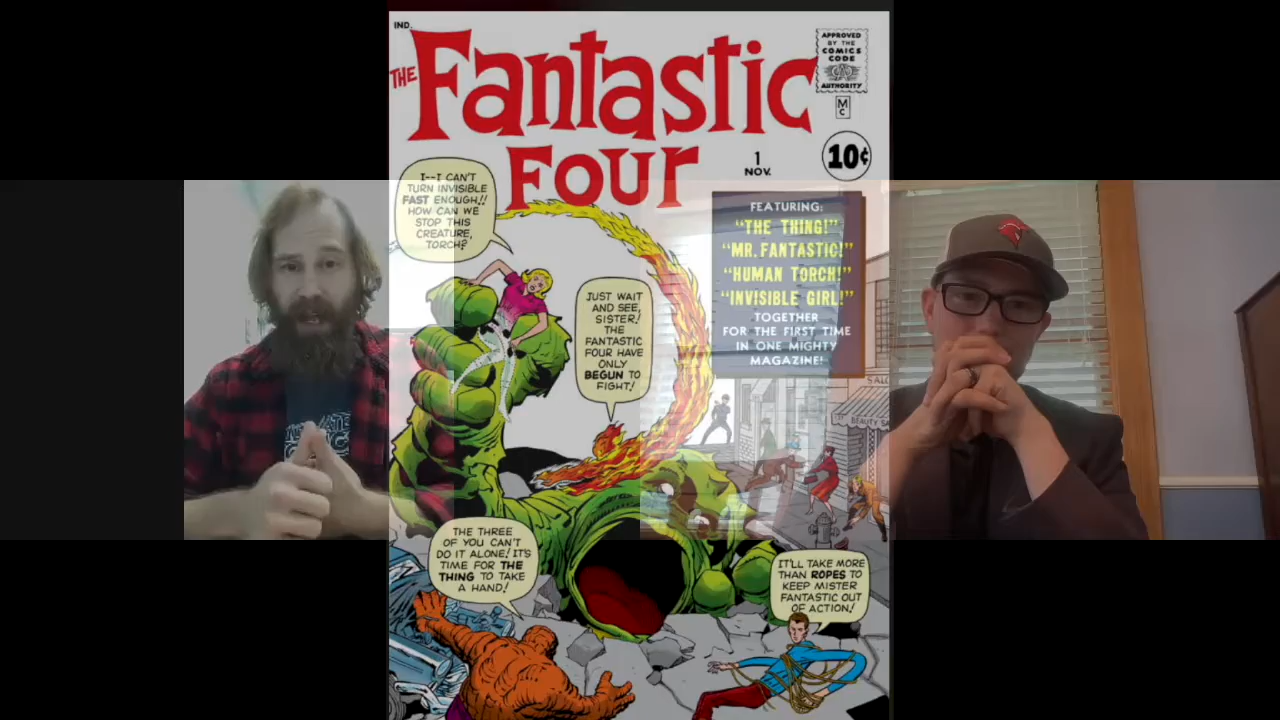 IND.
THE
Fantastic
FOUR
APPROVED
BY THE
COMICS
CODE
AUTHORITY
M
C
1
NOV.
10¢
I--I CAN'T
TURN INVISIBLE
FAST ENOUGH!!
HOW CAN WE
STOP THIS
CREATURE,
TORCH?
JUST WAIT
AND SEE,
SISTER!
THE
FANTASTIC
FOUR HAVE
ONLY
BEGUN TO
FIGHT!
FEATURING:
"THE THING!"
"MR. FANTASTIC!"
"HUMAN TORCH!"
"INVISIBLE GIRL!"
TOGETHER
FOR THE FIRST TIME
IN ONE MIGHTY
MAGAZINE!
BEAUTY
THE THREE
OF YOU CAN'T
DO IT ALONE! IT'S
TIME FOR THE
THING TO TAKE
A HAND!
IT'LL TAKE MORE
THAN ROPES TO
KEEP MISTER
FANTASTIC OUT
OF ACTION!